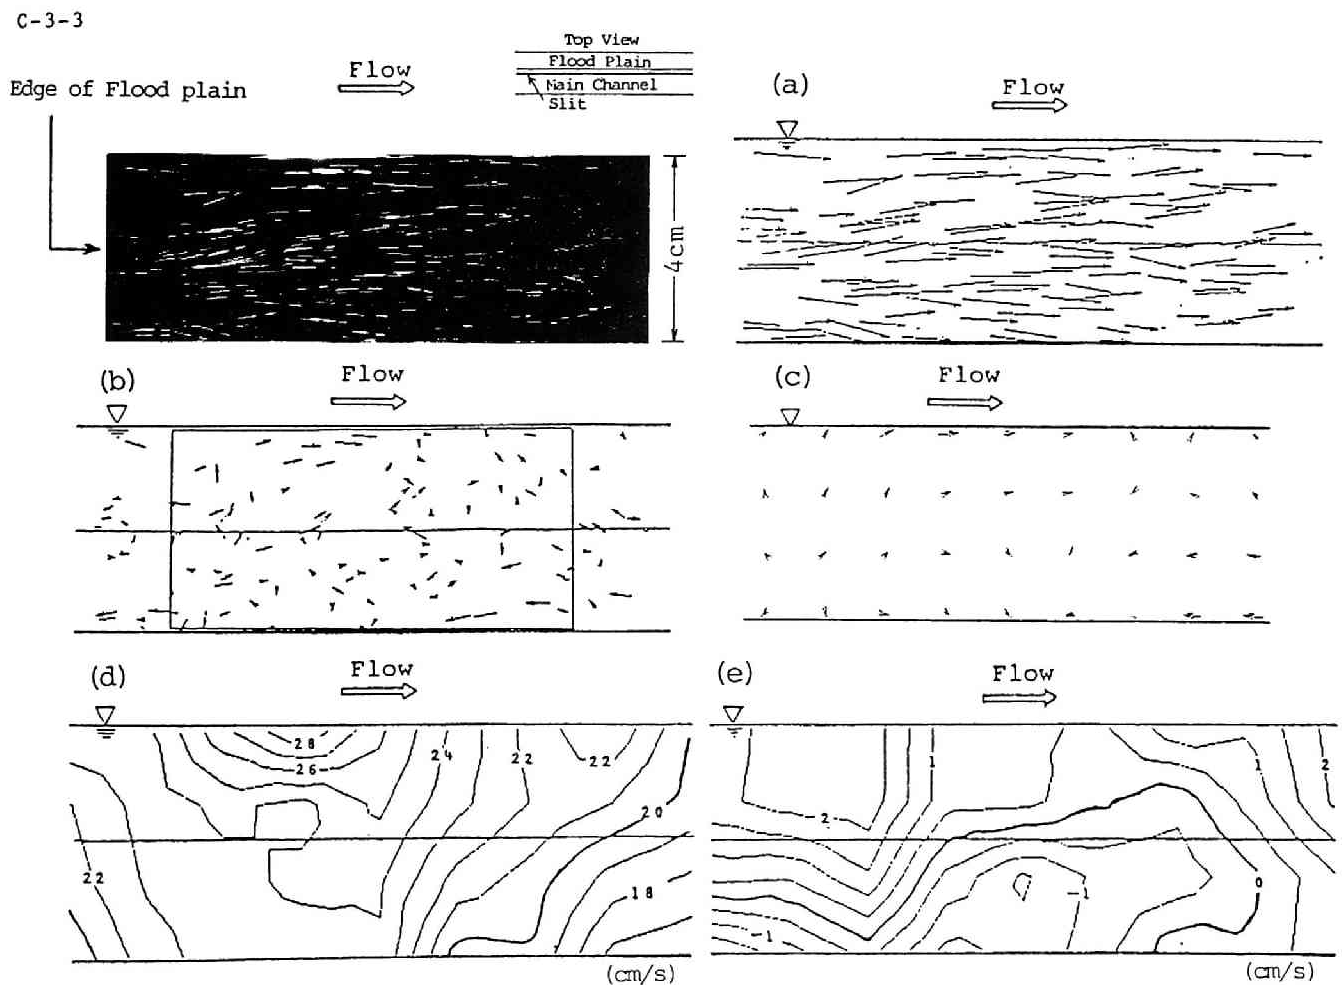 C-3-3
Top View
Flood Plain
Main Channel
Slit
Flow
Edge of Flood plain
4cm
(a)
Flow
(b)
Flow
(c)
Flow
(d)
Flow
28
26
24
22
22
20
22
18
(cm/s)
(e)
Flow
2
1
1
2
-1
0
-1
(cm/s)